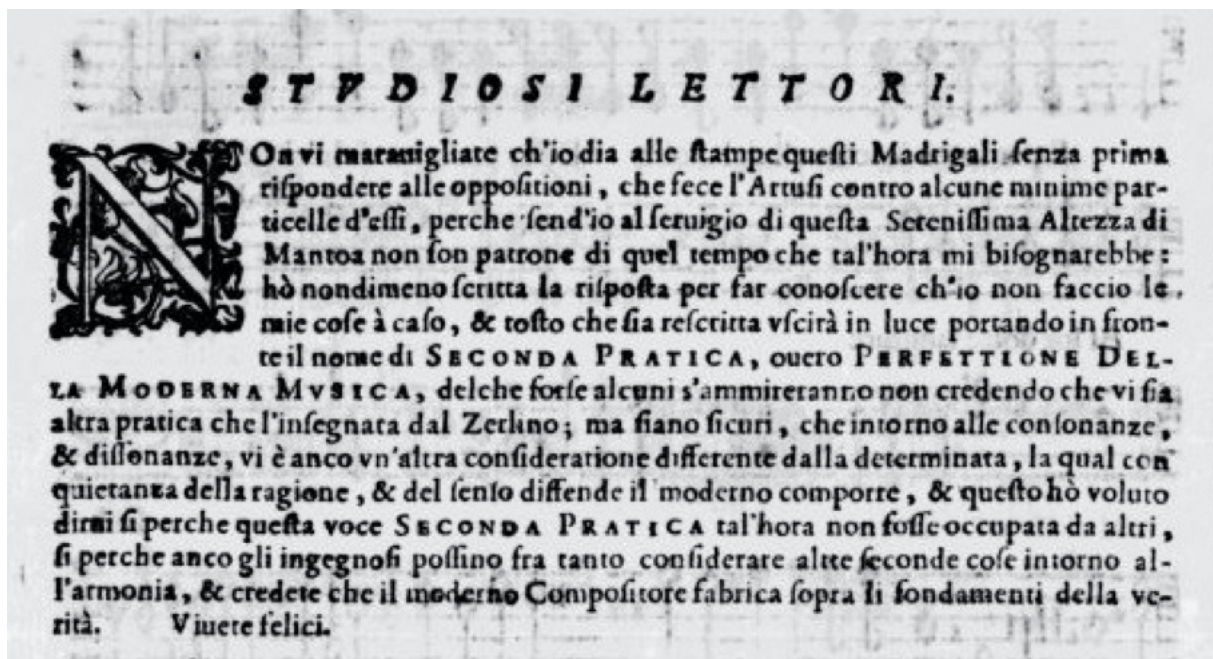 STVDIOSI LETTORI.
NOn vi marauigliate ch'io dia alle stampe questi Madrigali senza prima
rispondere alle oppositioni, che fece l'Artusi contro alcune minime par-
ticelle d'essi, perche send'io al seruigio di questa Serenissima Altezza di
Mantoa non son patrone di quel tempo che tal'hora mi bisognarebbe:
hò nondimeno scritta la risposta per far conoscere ch'io non faccio le
mie cose à caso, & tosto che sia rescritta vscirà in luce portando in fron-
te il nome di SECONDA PRATICA, ouero PERFETTIONE DEL-
LA MODERNA MVSICA, delche forse alcuni s'ammireranno non credendo che vi sia
altra pratica che l'insegnata dal Zerlino; ma siano sicuri, che intorno alle consonanze,
& dissonanze, vi è anco vn'altra consideratione differente dalla determinata, la qual con
quietanza della ragione, & del senso diffende il moderno comporre, & questo hò voluto
dirui si perche questa voce SECONDA PRATICA tal'hora non fosse occupata da altri,
si perche anco gli ingegnosi possino fra tanto considerare altre seconde cose intorno al-
l'armonia, & credete che il moderno Compositore fabrica sopra li fondamenti della ve-
rità. Viuete felici.